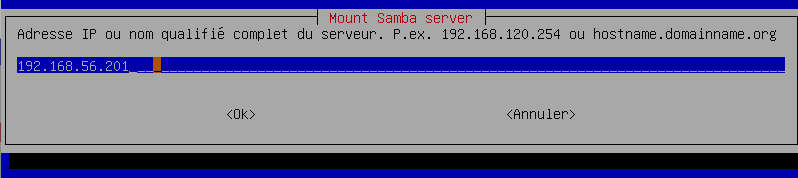 Mount Samba server
Adresse IP ou nom qualifié complet du serveur. P.ex. 192.168.120.254 ou hostname.domainname.org
192.168.56.201
<Ok> <Annuler>